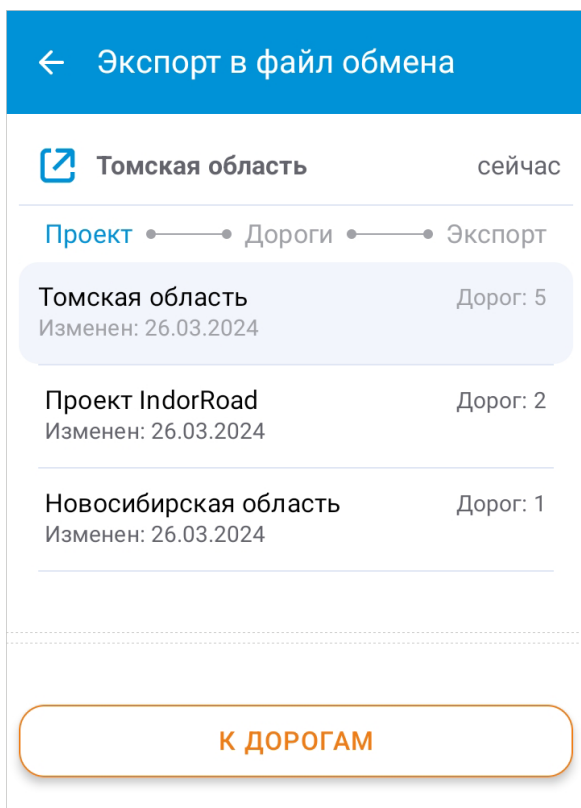 Экспорт в файл обмена
Томская область сейчас
Проект Дороги Экспорт
Томская область Дорог: 5
Изменен: 26.03.2024
Проект IndorRoad Дорог: 2
Изменен: 26.03.2024
Новосибирская область Дорог: 1
Изменен: 26.03.2024
К ДОРОГАМ